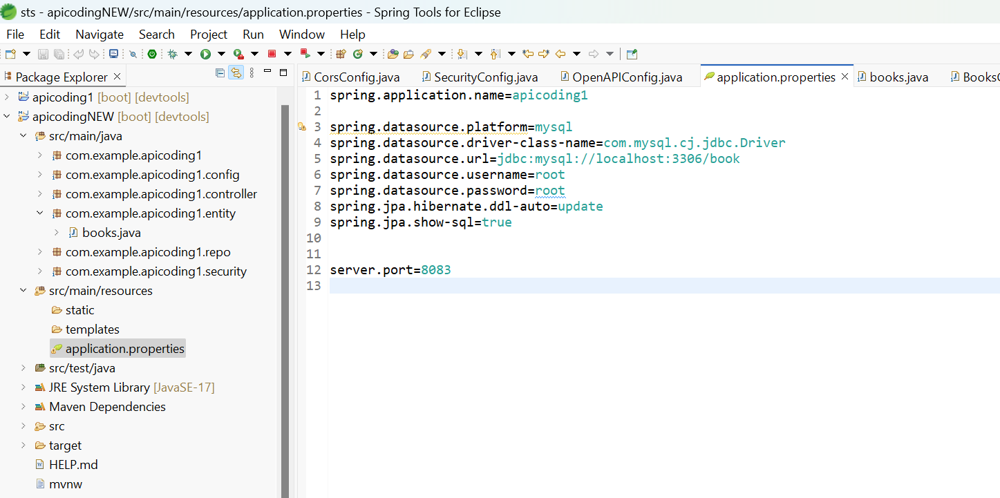 sts - apicodingNEW/src/main/resources/application.properties - Spring Tools for Eclipse
File Edit Navigate Search Project Run Window Help
Package Explorer
apicoding1 [boot] [devtools]
apicodingNEW [boot] [devtools]
src/main/java
com.example.apicoding1
com.example.apicoding1.config
com.example.apicoding1.controller
com.example.apicoding1.entity
books.java
com.example.apicoding1.repo
com.example.apicoding1.security
src/main/resources
static
templates
application.properties
src/test/java
JRE System Library [JavaSE-17]
Maven Dependencies
src
target
HELP.md
mvnw
CorsConfig.java SecurityConfig.java OpenAPIConfig.java application.properties books.java
1 spring.application.name=apicoding1
2
3 spring.datasource.platform=mysql
4 spring.datasource.driver-class-name=com.mysql.cj.jdbc.Driver
5 spring.datasource.url=jdbc:mysql://localhost:3306/book
6 spring.datasource.username=root
7 spring.datasource.password=root
8 spring.jpa.hibernate.ddl-auto=update
9 spring.jpa.show-sql=true
10
11
12 server.port=8083
13